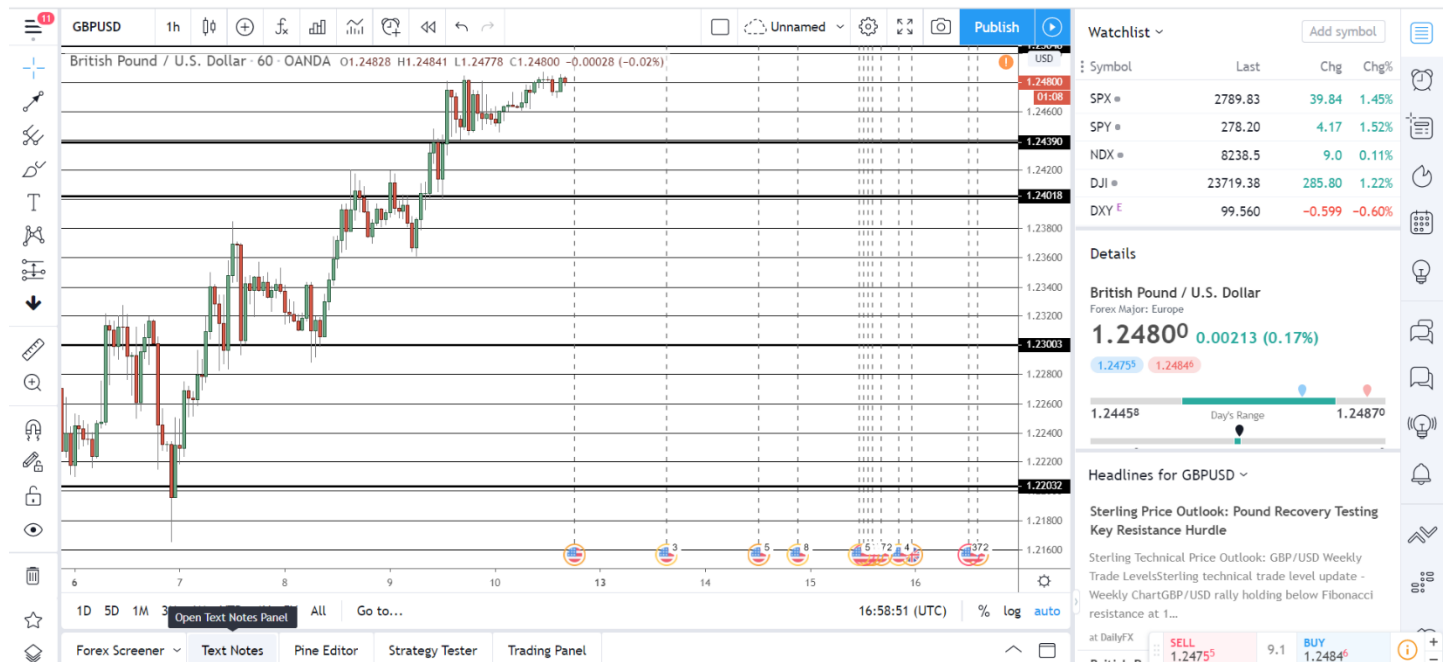 11
GBPUSD
1h
Unnamed
Publish
British Pound / U.S. Dollar · 60 · OANDA O1.24828 H1.24841 L1.24778 C1.24800 −0.00028 (−0.02%)
USD
1.24800
01:08
1.24600
1.24390
1.24200
1.24018
1.23800
1.23600
1.23400
1.23200
1.23003
1.22800
1.22600
1.22400
1.22200
1.22032
1.21800
1.21600
3
5
8
5
72
4
372
6 7 8 9 10 13 14 15 16
1D 5D 1M
All
Go to...
16:58:51 (UTC)
% log auto
Open Text Notes Panel
Forex Screener
Text Notes
Pine Editor
Strategy Tester
Trading Panel
Watchlist
Add symbol
Symbol Last Chg Chg%
SPX 2789.83 39.84 1.45%
SPY 278.20 4.17 1.52%
NDX 8238.5 9.0 0.11%
DJI 23719.38 285.80 1.22%
DXY E 99.560 −0.599 −0.60%
Details
British Pound / U.S. Dollar
Forex Major: Europe
1.24800 0.00213 (0.17%)
1.24755 1.24846
1.24458 Day's Range 1.24870
Headlines for GBPUSD
Sterling Price Outlook: Pound Recovery Testing
Key Resistance Hurdle
Sterling Technical Price Outlook: GBP/USD Weekly
Trade LevelsSterling technical trade level update -
Weekly ChartGBP/USD rally holding below Fibonacci
resistance at 1...
at DailyFX
SELL
1.24755
9.1
BUY
1.24846